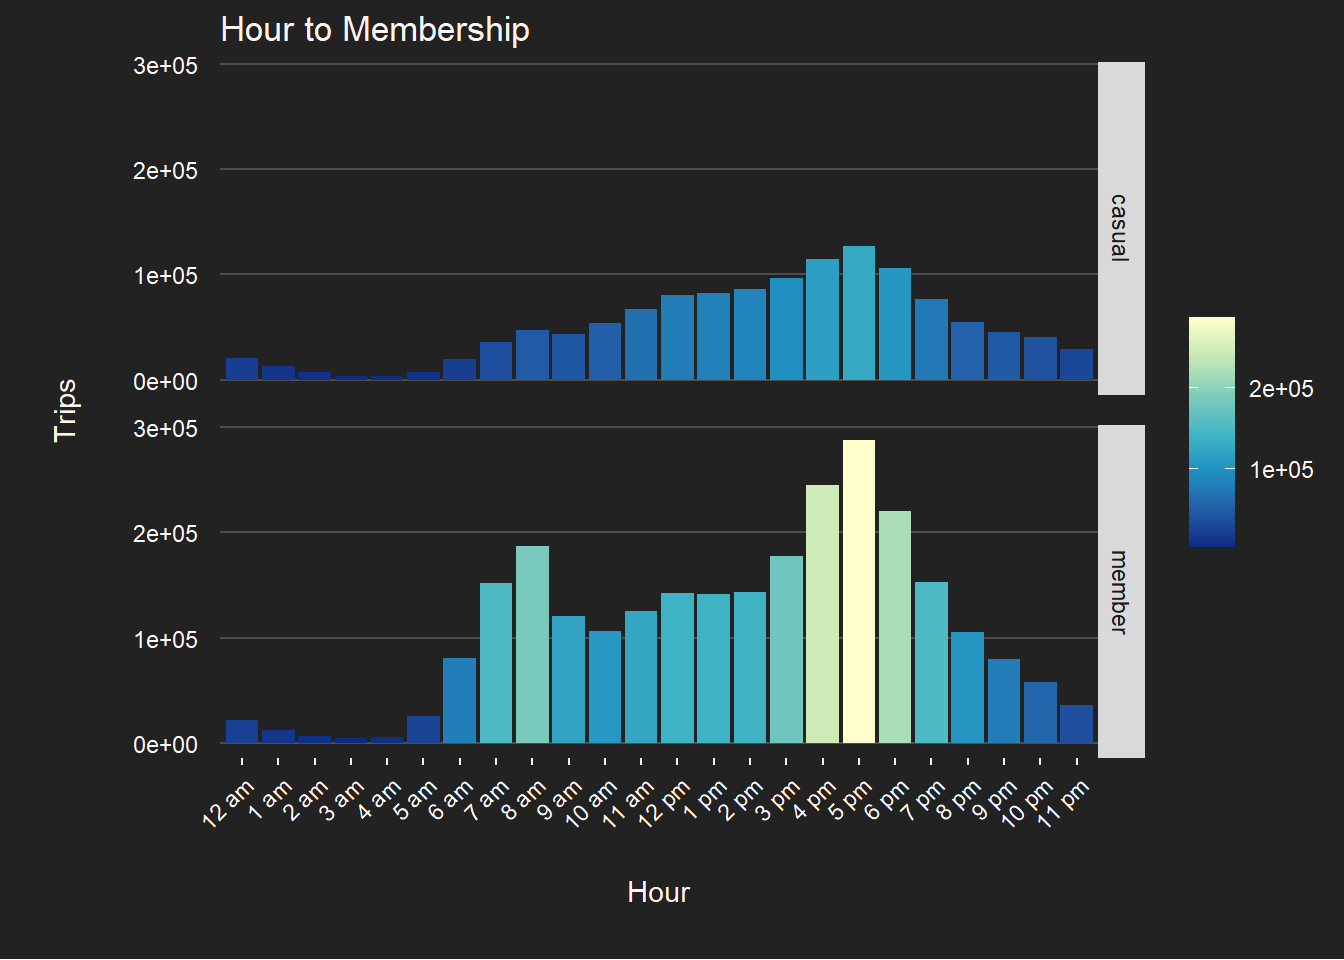 Hour to Membership
3e+05
2e+05
1e+05
0e+00
casual
3e+05
2e+05
1e+05
0e+00
member
Trips
12 am
1 am
2 am
3 am
4 am
5 am
6 am
7 am
8 am
9 am
10 am
11 am
12 pm
1 pm
2 pm
3 pm
4 pm
5 pm
6 pm
7 pm
8 pm
9 pm
10 pm
11 pm
Hour
2e+05
1e+05